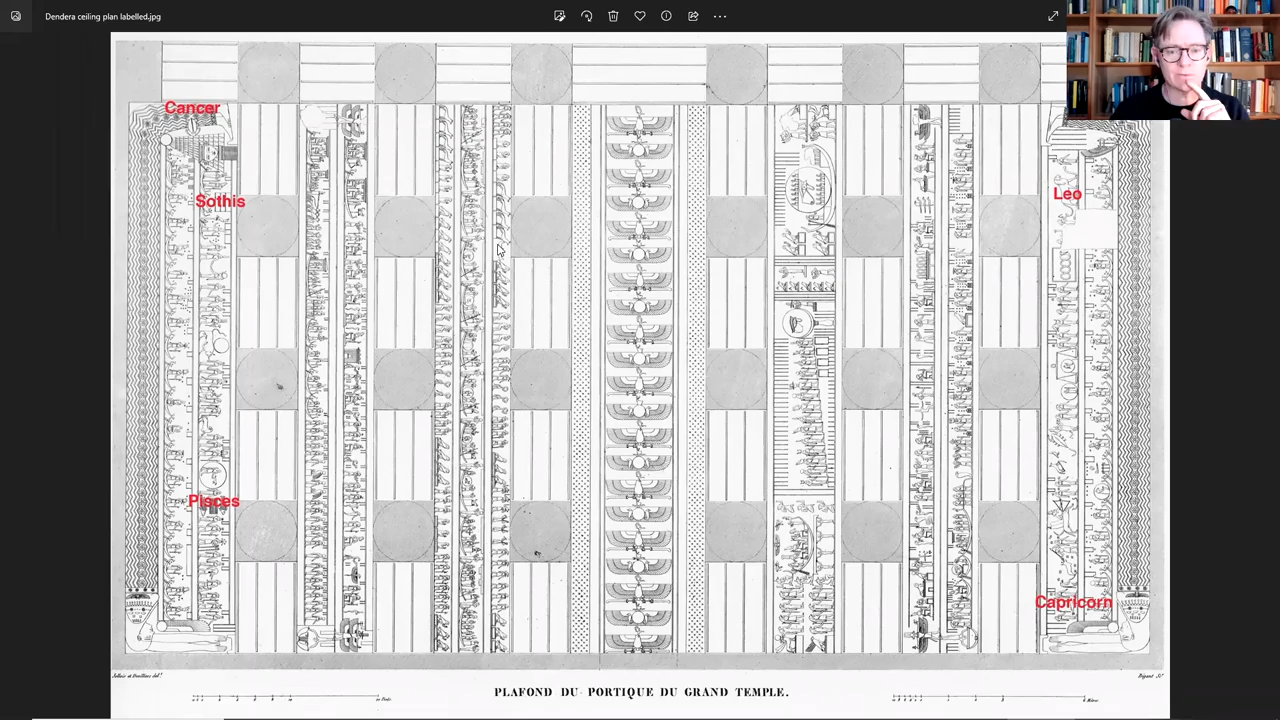 Dendera ceiling plan labelled.jpg
Cancer
Sothis
Leo
Pisces
Capricorn
PLAFOND DU PORTIQUE DU GRAND TEMPLE.